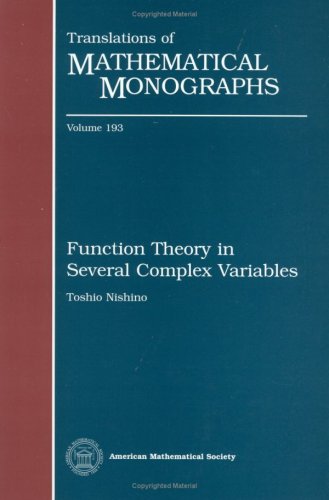 Translations of
MATHEMATICAL
MONOGRAPHS
Volume 193
Function Theory in
Several Complex Variables
Toshio Nishino
American Mathematical Society